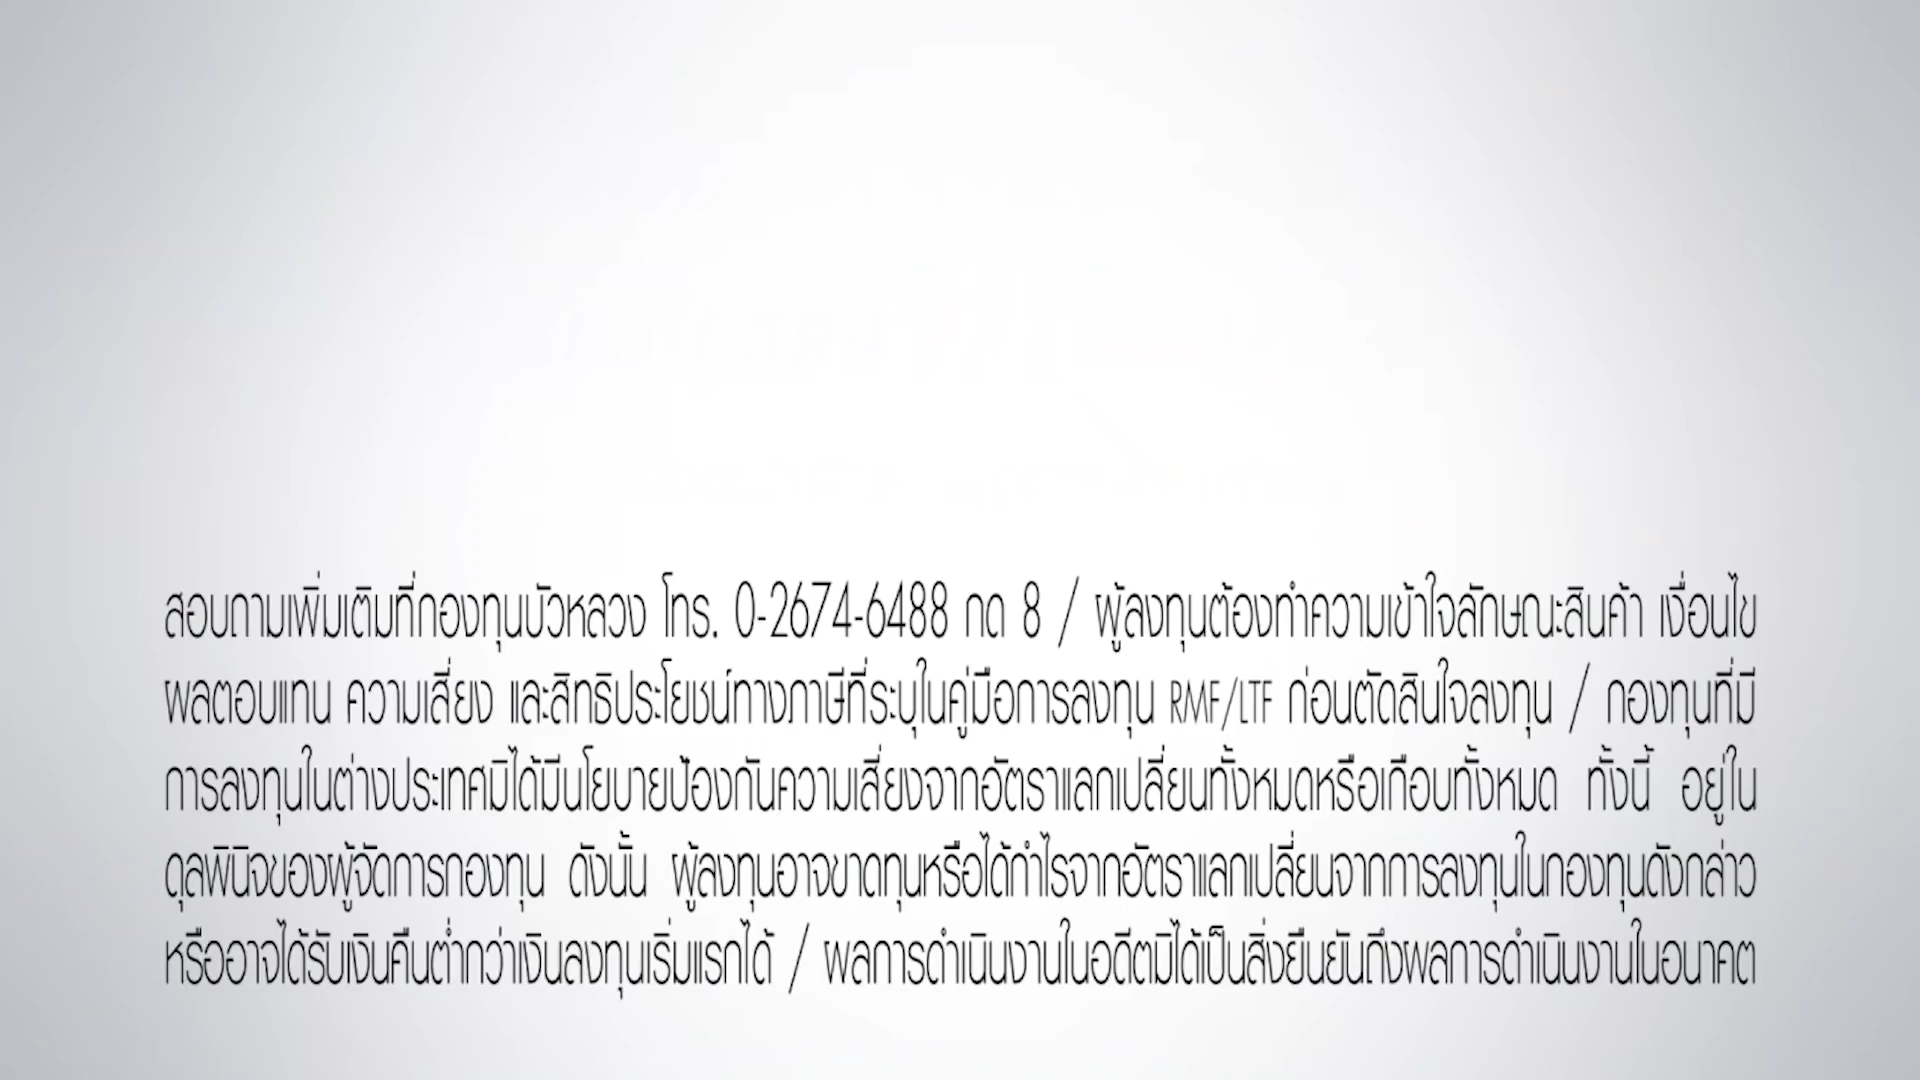 สอบถามเพิ่มเติมที่กองทุนบัวหลวง โทร. 0-2674-6488 กด 8 / ผู้ลงทุนต้องทำความเข้าใจลักษณะสินค้า เงื่อนไข
ผลตอบแทน ความเสี่ยง และสิทธิประโยชน์ทางภาษีที่ระบุในคู่มือการลงทุน RMF/LTF ก่อนตัดสินใจลงทุน / กองทุนที่มี
การลงทุนในต่างประเทศมิได้มีนโยบายป้องกันความเสี่ยงจากอัตราแลกเปลี่ยนทั้งหมดหรือเกือบทั้งหมด ทั้งนี้ อยู่ใน
ดุลพินิจของผู้จัดการกองทุน ดังนั้น ผู้ลงทุนอาจขาดทุนหรือได้กำไรจากอัตราแลกเปลี่ยนจากการลงทุนในกองทุนดังกล่าว
หรืออาจได้รับเงินคืนต่ำกว่าเงินลงทุนเริ่มแรกได้ / ผลการดำเนินงานในอดีตมิได้เป็นสิ่งยืนยันถึงผลการดำเนินงานในอนาคต